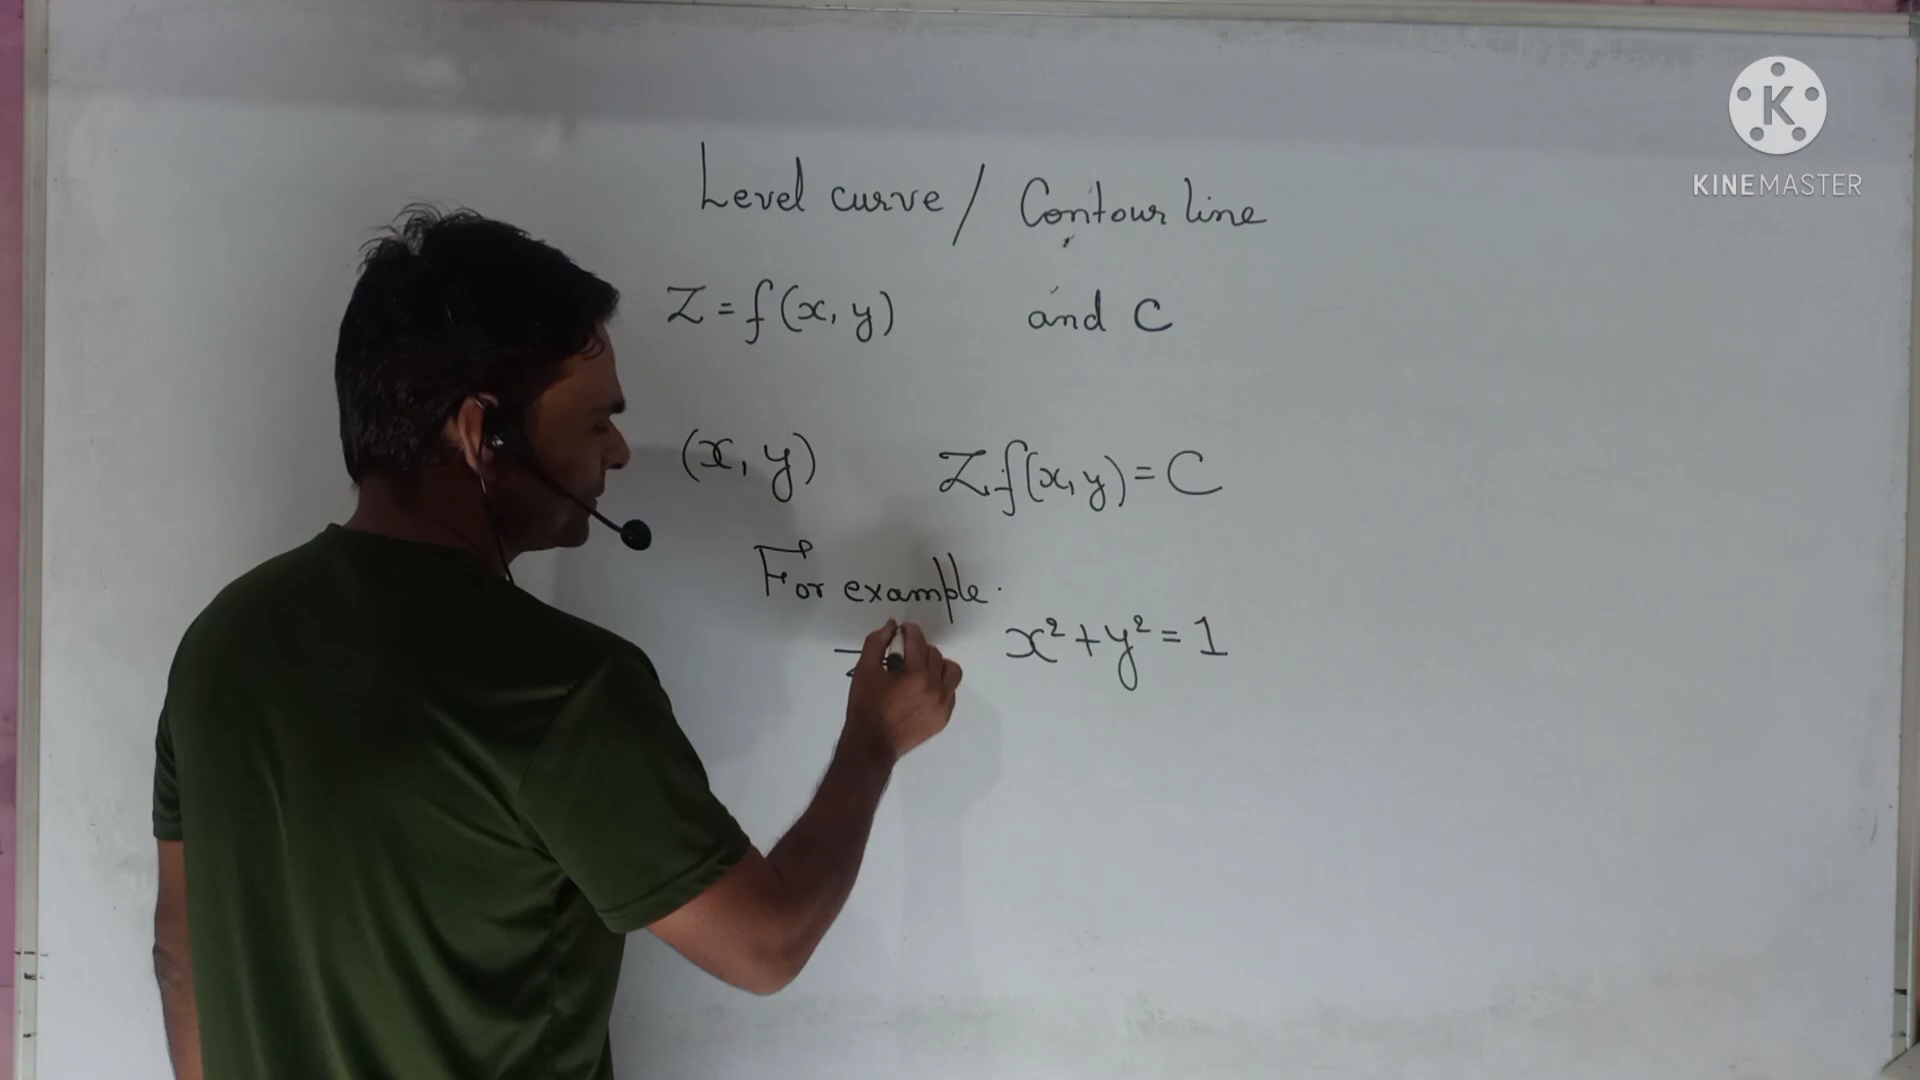 Level curve / Contour line
Z = f(x, y) and C
(x, y) Z f(x, y) = C
For example.
x² + y² = 1
K
KINEMASTER